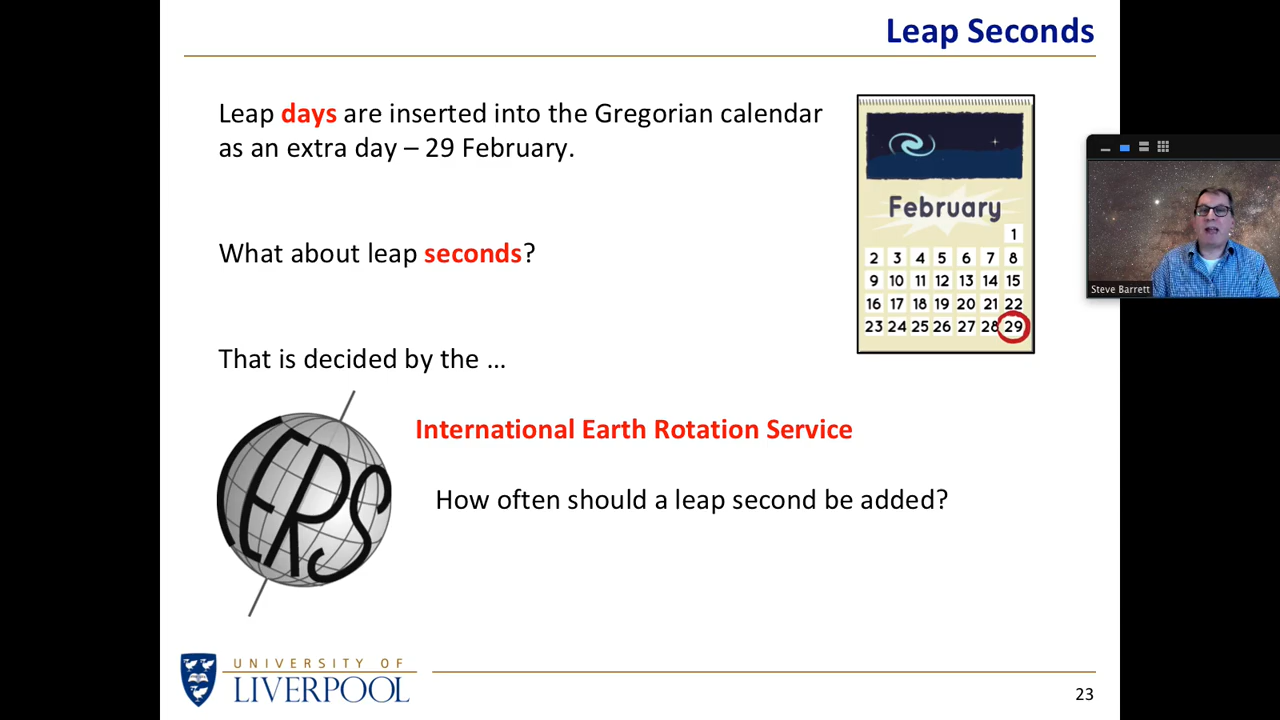 Leap Seconds
Leap days are inserted into the Gregorian calendar
as an extra day – 29 February.
February
1
2 3 4 5 6 7 8
9 10 11 12 13 14 15
16 17 18 19 20 21 22
23 24 25 26 27 28 29
Steve Barrett
What about leap seconds?
That is decided by the …
IERS
International Earth Rotation Service
How often should a leap second be added?
UNIVERSITY OF
LIVERPOOL
23